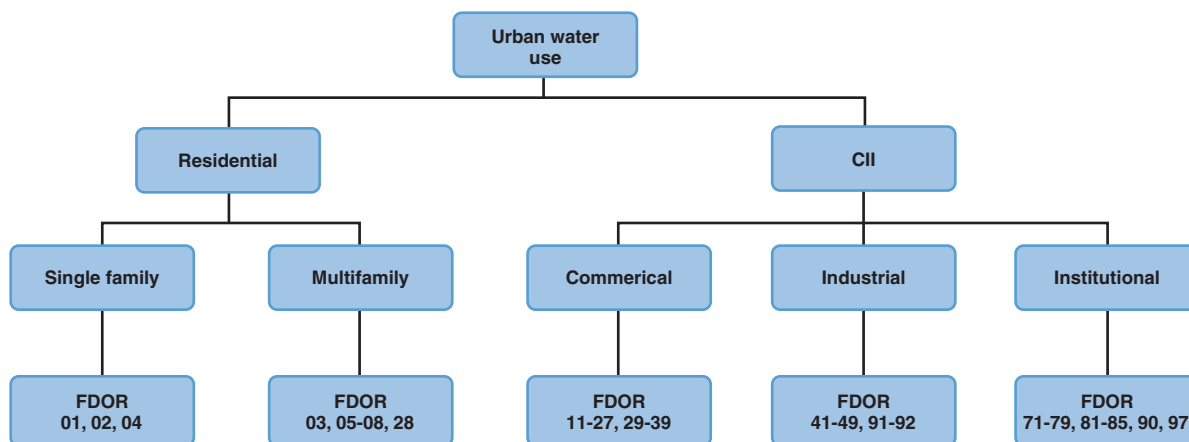 Urban water
use
Residential
CII
Single family
Multifamily
Commerical
Industrial
Institutional
FDOR
01, 02, 04
FDOR
03, 05-08, 28
FDOR
11-27, 29-39
FDOR
41-49, 91-92
FDOR
71-79, 81-85, 90, 97